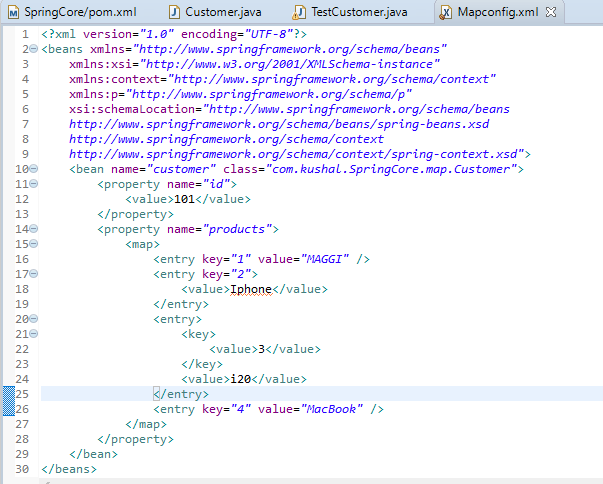 SpringCore/pom.xml Customer.java TestCustomer.java Mapconfig.xml
1 <?xml version="1.0" encoding="UTF-8"?>
2 <beans xmlns="http://www.springframework.org/schema/beans"
3 xmlns:xsi="http://www.w3.org/2001/XMLSchema-instance"
4 xmlns:context="http://www.springframework.org/schema/context"
5 xmlns:p="http://www.springframework.org/schema/p"
6 xsi:schemaLocation="http://www.springframework.org/schema/beans
7 http://www.springframework.org/schema/beans/spring-beans.xsd
8 http://www.springframework.org/schema/context
9 http://www.springframework.org/schema/context/spring-context.xsd">
10 <bean name="customer" class="com.kushal.SpringCore.map.Customer">
11 <property name="id">
12 <value>101</value>
13 </property>
14 <property name="products">
15 <map>
16 <entry key="1" value="MAGGI" />
17 <entry key="2">
18 <value>Iphone</value>
19 </entry>
20 <entry>
21 <key>
22 <value>3</value>
23 </key>
24 <value>i20</value>
25 </entry>
26 <entry key="4" value="MacBook" />
27 </map>
28 </property>
29 </bean>
30 </beans>